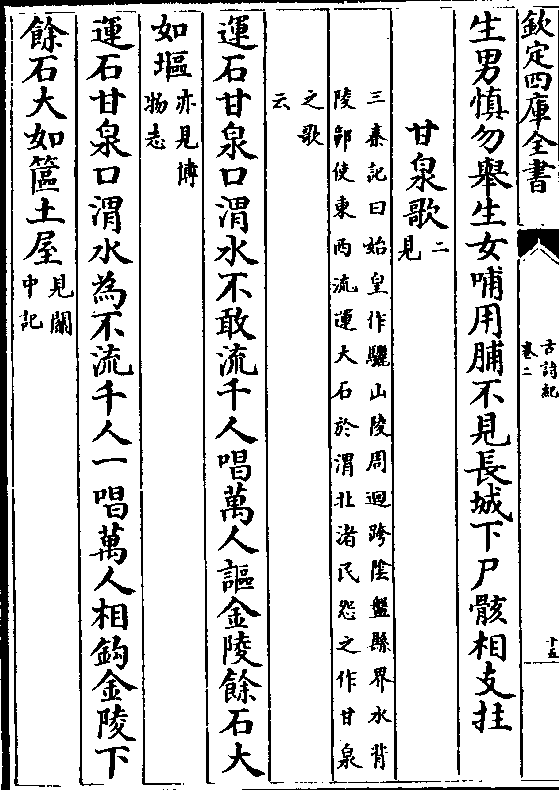 欽定四庫全書
古詩紀
卷二
十五
生男慎勿舉生女哺用脯不見長城下尸骸相支拄
甘泉歌二見
三秦記曰始皇作驪山陵周迴跨陰盤縣界水背
陵鄣使東西流運大石於渭北渚民怨之作甘泉
之歌
云
運石甘泉口渭水不敢流千人唱萬人謳金陵餘石大
如堰亦見博
物志
運石甘泉口渭水為不流千人一唱萬人相鈎金陵下
餘石大如𥫱土屋見關
中記